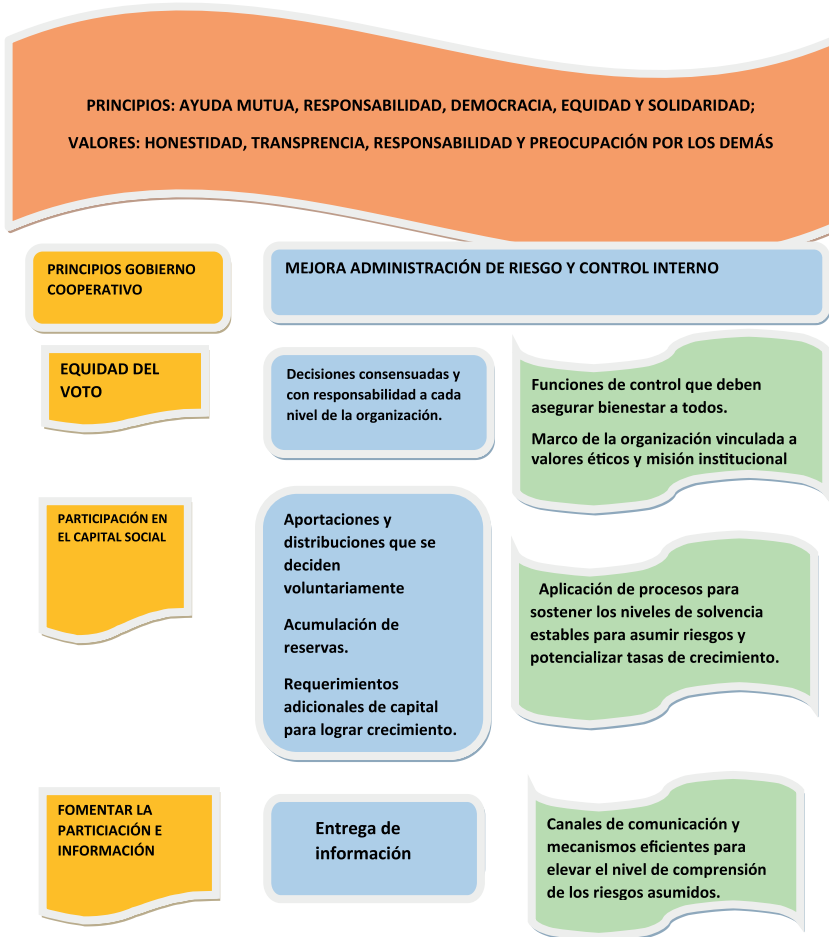 PRINCIPIOS: AYUDA MUTUA, RESPONSABILIDAD, DEMOCRACIA, EQUIDAD Y SOLIDARIDAD;
VALORES: HONESTIDAD, TRANSPRENCIA, RESPONSABILIDAD Y PREOCUPACIÓN POR LOS DEMÁS
PRINCIPIOS GOBIERNO
COOPERATIVO
MEJORA ADMINISTRACIÓN DE RIESGO Y CONTROL INTERNO
EQUIDAD DEL
VOTO
Decisiones consensuadas y
con responsabilidad a cada
nivel de la organización.
Funciones de control que deben
asegurar bienestar a todos.
Marco de la organización vinculada a
valores éticos y misión institucional
PARTICIPACIÓN EN
EL CAPITAL SOCIAL
Aportaciones y
distribuciones que se
deciden
voluntariamente
Acumulación de
reservas.
Requerimientos
adicionales de capital
para lograr crecimiento.
Aplicación de procesos para
sostener los niveles de solvencia
estables para asumir riesgos y
potencializar tasas de crecimiento.
FOMENTAR LA
PARTICIACIÓN E
INFORMACIÓN
Entrega de
información
Canales de comunicación y
mecanismos eficientes para
elevar el nivel de comprensión
de los riesgos asumidos.